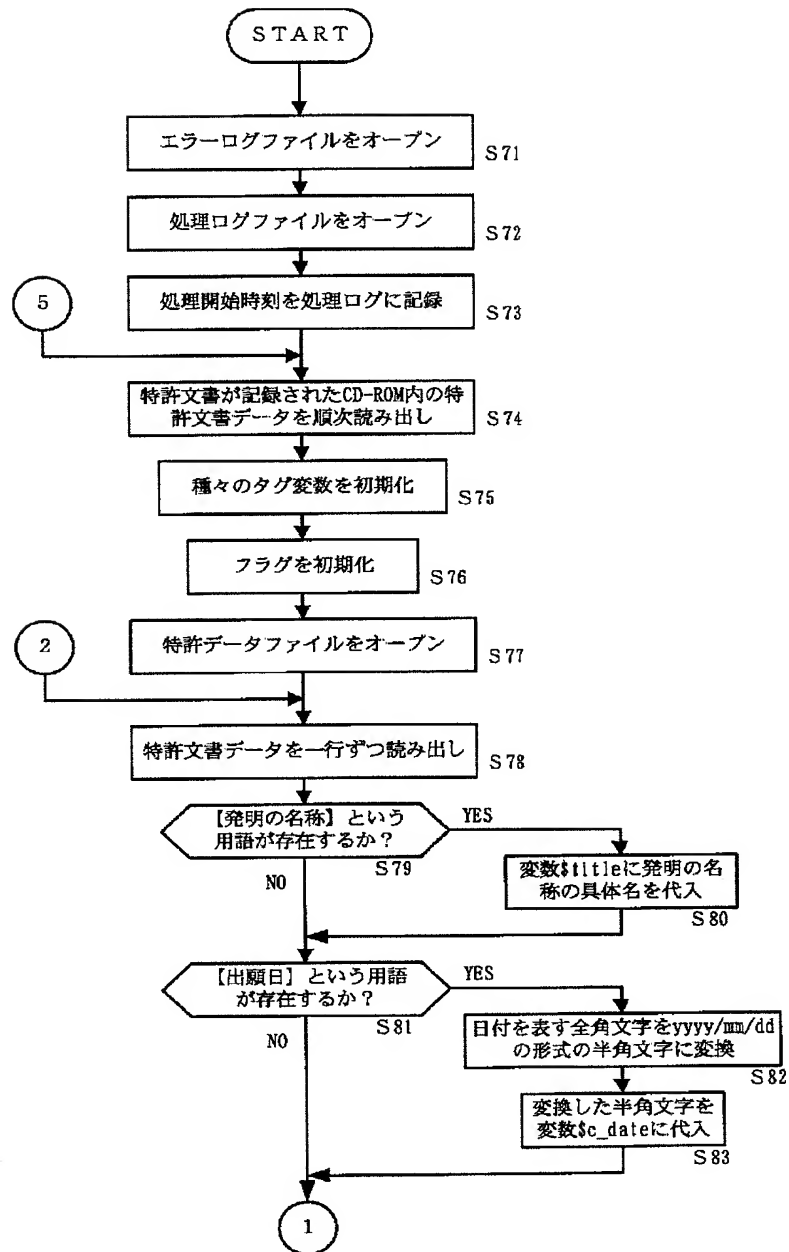 START
エラーログファイルをオープン
S71
処理ログファイルをオープン
S72
処理開始時刻を処理ログに記録
S73
5
特許文書が記録されたCD-ROM内の特
許文書データを順次読み出し
S74
種々のタグ変数を初期化
S75
フラグを初期化
S76
特許データファイルをオープン
S77
2
特許文書データを一行ずつ読み出し
S78
【発明の名称】という
用語が存在するか?
S79
YES
NO
変数$titleに発明の名
称の具体名を代入
S80
【出願日】という用語
が存在するか?
S81
YES
NO
日付を表す全角文字をyyyy/mm/dd
の形式の半角文字に変換
S82
変換した半角文字を
変数$c_dateに代入
S83
1